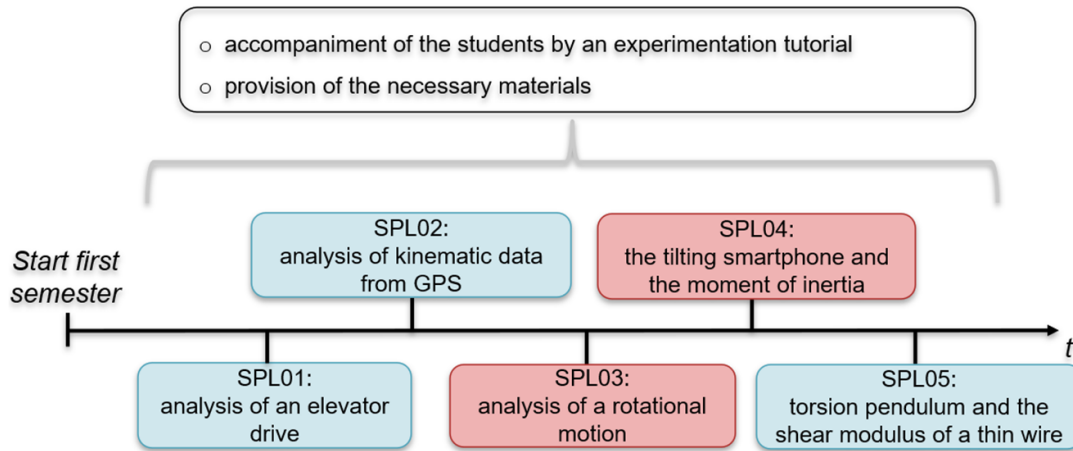 ○ accompaniment of the students by an experimentation tutorial
○ provision of the necessary materials
SPL02:
analysis of kinematic data
from GPS
SPL04:
the tilting smartphone and
the moment of inertia
Start first
semester
t
SPL01:
analysis of an elevator
drive
SPL03:
analysis of a rotational
motion
SPL05:
torsion pendulum and the
shear modulus of a thin wire